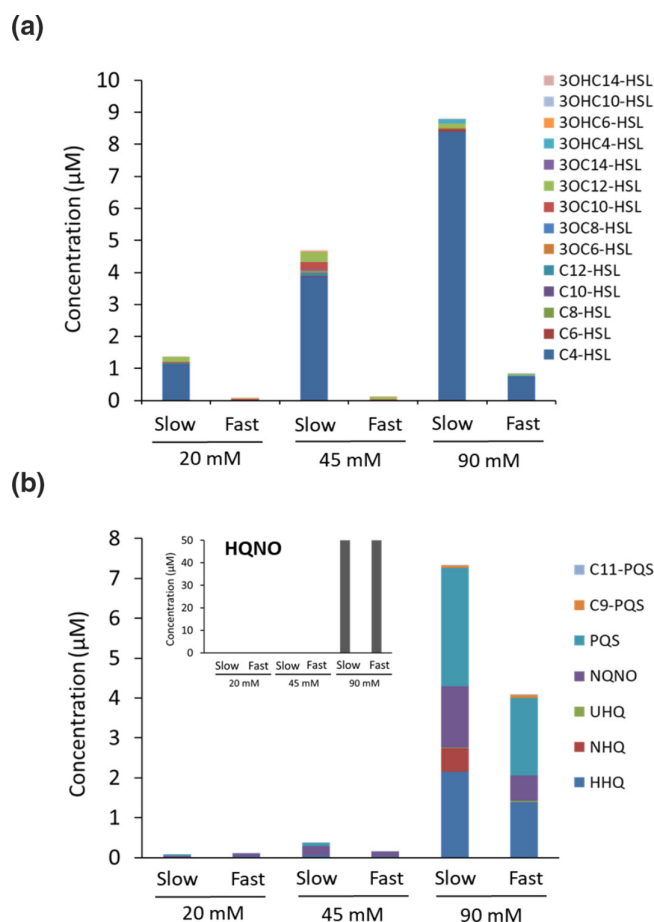 (a)
10
9
8
7
6
5
4
3
2
1
0
Concentration (µM)
Slow Fast Slow Fast Slow Fast
20 mM 45 mM 90 mM
3OHC14-HSL
3OHC10-HSL
3OHC6-HSL
3OHC4-HSL
3OC14-HSL
3OC12-HSL
3OC10-HSL
3OC8-HSL
3OC6-HSL
C12-HSL
C10-HSL
C8-HSL
C6-HSL
C4-HSL
(b)
8
7
6
5
4
3
2
1
0
Concentration (µM)
HQNO
50
40
30
20
10
0
Concentration (µM)
Slow Fast Slow Fast Slow Fast
20 mM 45 mM 90 mM
Slow Fast Slow Fast Slow Fast
20 mM 45 mM 90 mM
C11-PQS
C9-PQS
PQS
NQNO
UHQ
NHQ
HHQ